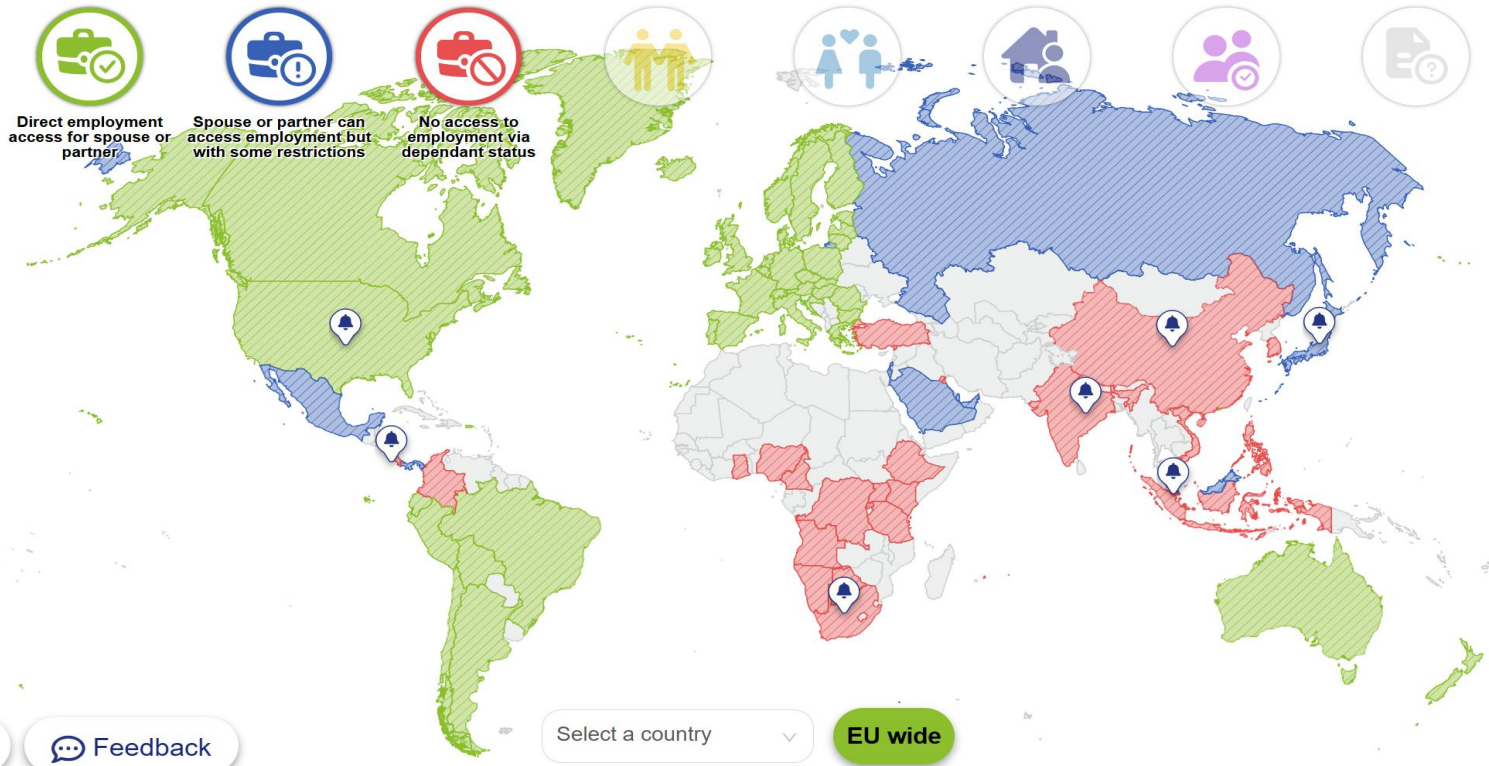 Direct employment
access for spouse or
partner
Spouse or partner can
access employment but
with some restrictions
No access to
employment via
dependant status
Feedback
Select a country
EU wide